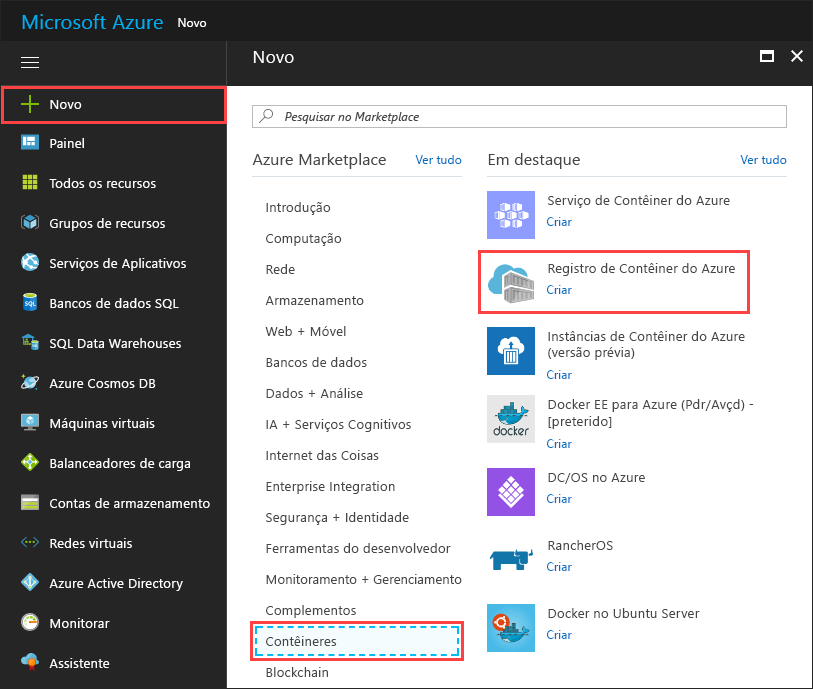 Microsoft Azure Novo
Novo
Novo
Painel
Todos os recursos
Grupos de recursos
Serviços de Aplicativos
SQL
Bancos de dados SQL
SQL Data Warehouses
Azure Cosmos DB
Máquinas virtuais
Balanceadores de carga
Contas de armazenamento
Redes virtuais
Azure Active Directory
Monitorar
Assistente
Pesquisar no Marketplace
Azure Marketplace Ver tudo
Introdução
Computação
Rede
Armazenamento
Web + Móvel
Bancos de dados
Dados + Análise
IA + Serviços Cognitivos
Internet das Coisas
Enterprise Integration
Segurança + Identidade
Ferramentas do desenvolvedor
Monitoramento + Gerenciamento
Complementos
Contêineres
Blockchain
Em destaque Ver tudo
Serviço de Contêiner do Azure
Criar
Registro de Contêiner do Azure
Criar
Instâncias de Contêiner do Azure
(versão prévia)
Criar
docker
Docker EE para Azure (Pdr/Avçd) -
[preterido]
Criar
DC/OS no Azure
Criar
RancherOS
Criar
Docker no Ubuntu Server
Criar